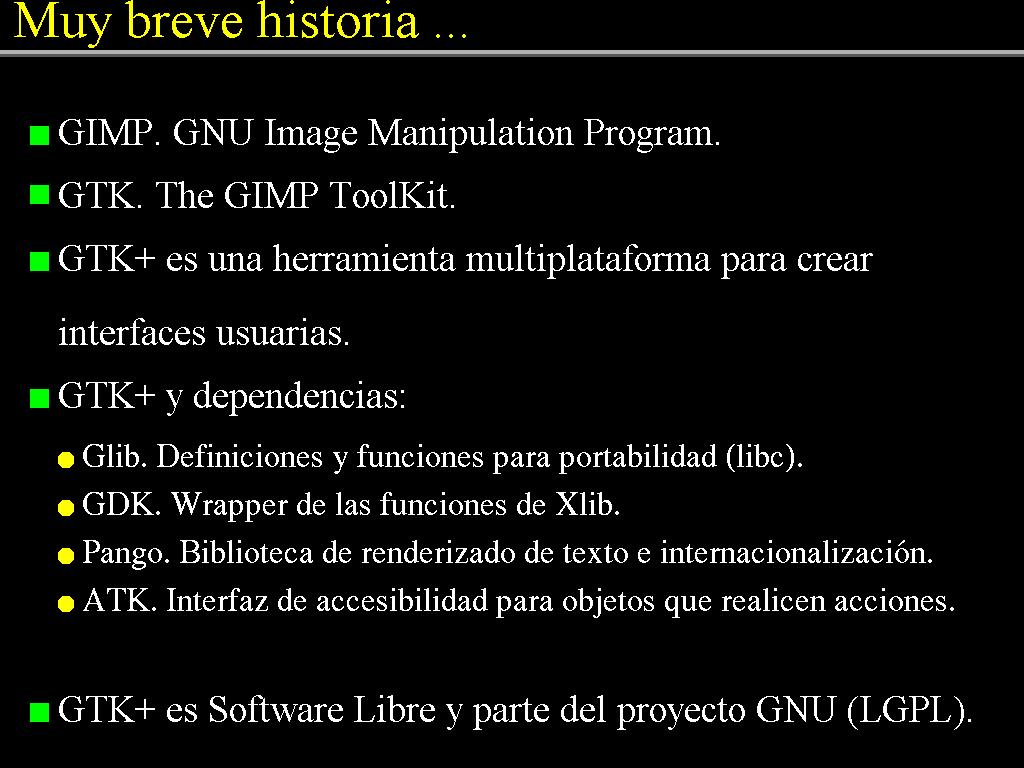 Muy breve historia ...
GIMP. GNU Image Manipulation Program.
GTK. The GIMP ToolKit.
GTK+ es una herramienta multiplataforma para crear
interfaces usuarias.
GTK+ y dependencias:
Glib. Definiciones y funciones para portabilidad (libc).
GDK. Wrapper de las funciones de Xlib.
Pango. Biblioteca de renderizado de texto e internacionalización.
ATK. Interfaz de accesibilidad para objetos que realicen acciones.
GTK+ es Software Libre y parte del proyecto GNU (LGPL).